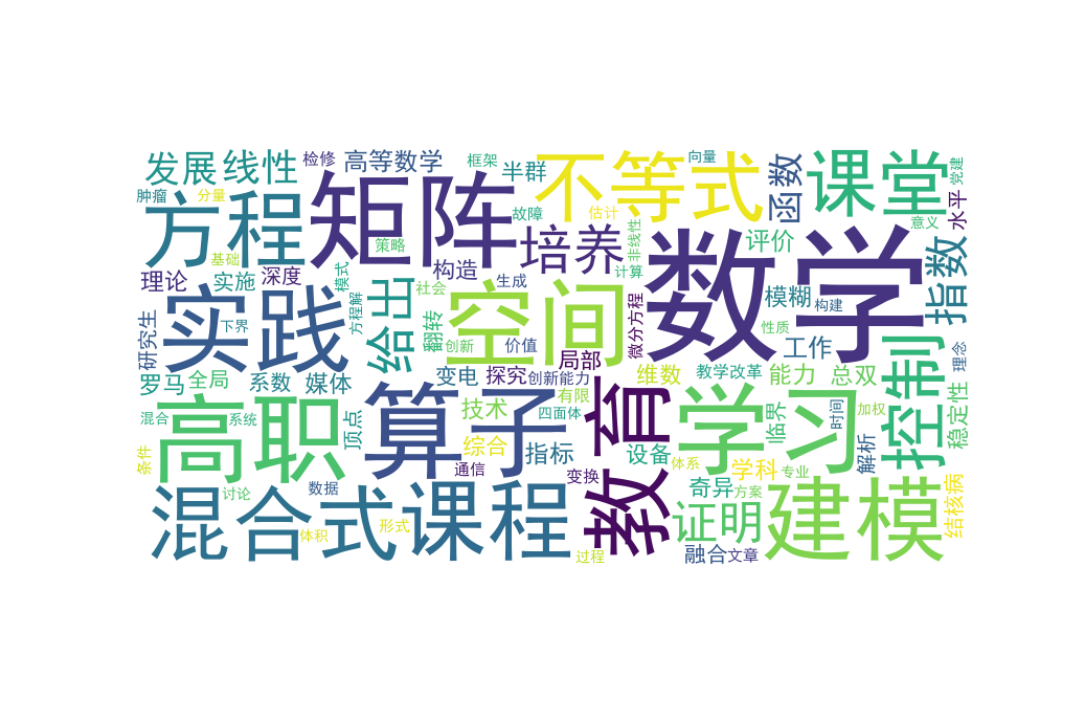 数学
矩阵
算子
空间
教育
学习
实践
高职
建模
不等式
混合式
课程
方程
课堂
控制
培养
给出
证明
发展
线性
函数
指数
高等数学
半群
检修
框架
向量
党建
肿瘤
分量
故障
估计
非线性
水平
意义
策略
基础
评价
理论
实施
深度
模式
构造
生成
计算
模糊
构建
社会
研究生
下界
方程解
翻转
创新
价值
局部
微分方程
性质
工作
理念
罗马
全局
系数
媒体
变电
探究
创新能力
有限
维数
教学改革
能力
总双
混合
系统
顶点
技术
四面体
临界
时间
加权
稳定性
条件
综合
指标
设备
体系
学科
专业
解析
讨论
数据
通信
变换
奇异
方案
结核病
体积
形式
过程
融合
文章